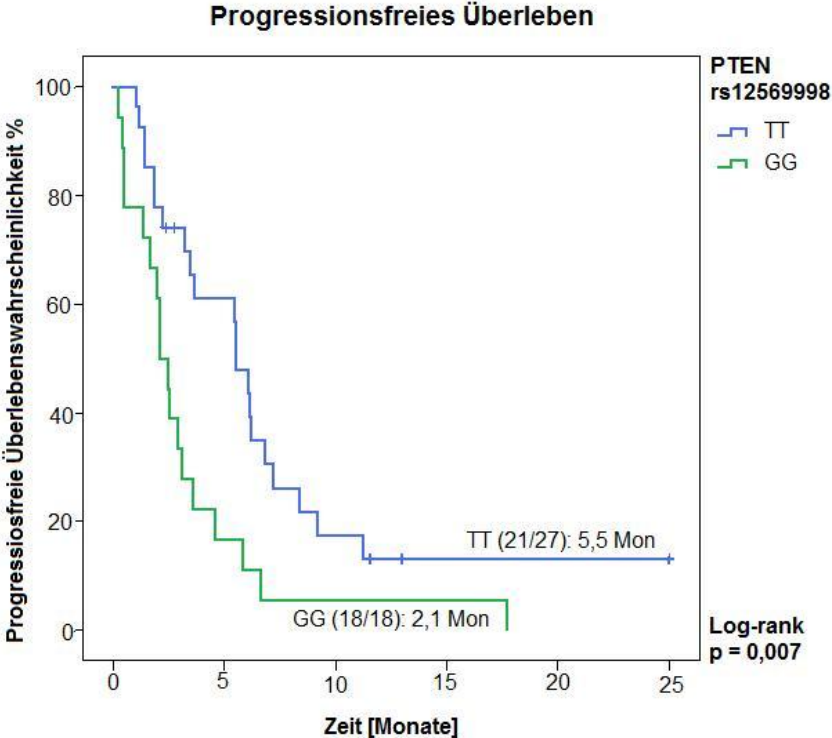 Progressionsfreies Überleben
PTEN
rs12569998
TT
GG
Progressiosfreie Überlebenswahrscheinlichkeit %
100
80
60
40
20
0
TT (21/27): 5,5 Mon
GG (18/18): 2,1 Mon
Log-rank
p = 0,007
0 5 10 15 20 25
Zeit [Monate]